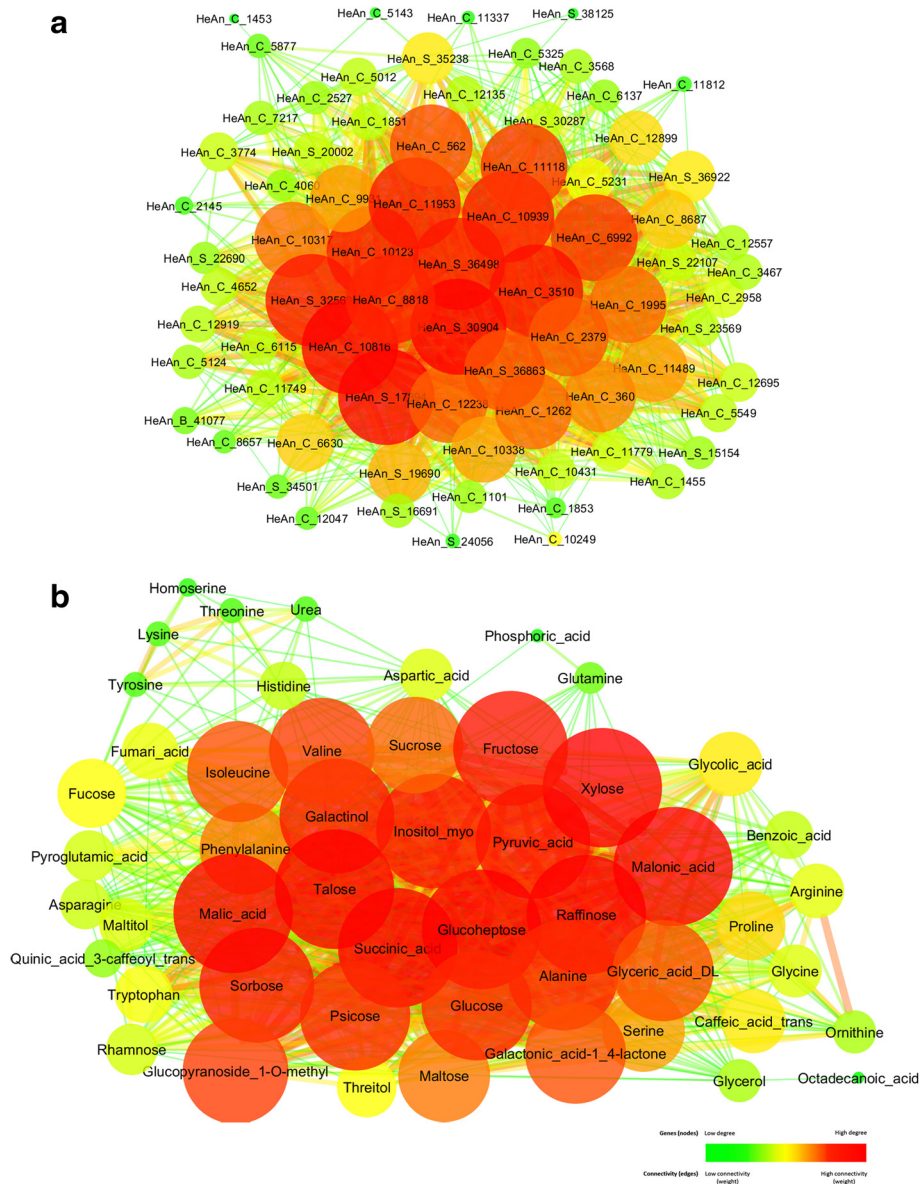 a
HeAn_C_1453
HeAn_C_5143
HeAn_C_11337
HeAn_S_38125
HeAn_C_5877
HeAn_S_35238
HeAn_C_5325
HeAn_C_3568
HeAn_C_5012
HeAn_C_12135
HeAn_C_6137
HeAn_C_11812
HeAn_C_2527
HeAn_C_7217
HeAn_C_1851
HeAn_S_30287
HeAn_C_12899
HeAn_C_3774
HeAn_S_20002
HeAn_C_562
HeAn_C_11118
HeAn_C_5231
HeAn_S_36922
HeAn_C_4060
HeAn_C_2145
HeAn_C_11953
HeAn_C_10939
HeAn_C_8687
HeAn_C_10317
HeAn_C_6992
HeAn_C_12557
HeAn_C_10123
HeAn_S_22690
HeAn_S_36498
HeAn_S_22107
HeAn_C_3467
HeAn_C_4652
HeAn_C_8818
HeAn_C_3510
HeAn_C_1995
HeAn_C_2958
HeAn_C_12919
HeAn_S_30904
HeAn_C_2379
HeAn_S_23569
HeAn_C_6115
HeAn_C_10816
HeAn_C_5124
HeAn_S_36863
HeAn_C_11489
HeAn_C_12695
HeAn_C_11749
HeAn_C_12238
HeAn_C_1262
HeAn_C_360
HeAn_C_5549
HeAn_B_41077
HeAn_C_8657
HeAn_C_6630
HeAn_C_10338
HeAn_C_11779
HeAn_S_15154
HeAn_S_34501
HeAn_S_19690
HeAn_C_10431
HeAn_C_1455
HeAn_C_12047
HeAn_S_16691
HeAn_C_1101
HeAn_C_1853
HeAn_S_24056
HeAn_C_10249
b
Homoserine
Threonine
Urea
Lysine
Phosphoric_acid
Tyrosine
Histidine
Aspartic_acid
Glutamine
Fumari_acid
Valine
Sucrose
Fructose
Glycolic_acid
Isoleucine
Xylose
Fucose
Galactinol
Inositol_myo
Pyruvic_acid
Benzoic_acid
Pyroglutamic_acid
Phenylalanine
Malonic_acid
Talose
Arginine
Asparagine
Malic_acid
Raffinose
Maltitol
Glucoheptose
Proline
Succinic_acid
Quinic_acid_3-caffeoyl_trans
Alanine
Glyceric_acid_DL
Glycine
Tryptophan
Sorbose
Psicose
Glucose
Caffeic_acid_trans
Serine
Ornithine
Rhamnose
Galactonic_acid-1_4-lactone
Glucopyranoside_1-O-methyl
Threitol
Maltose
Glycerol
Octadecanoic_acid
Genes (nodes) Low degree High degree
Connectivity (edges) Low connectivity (weight) High connectivity (weight)